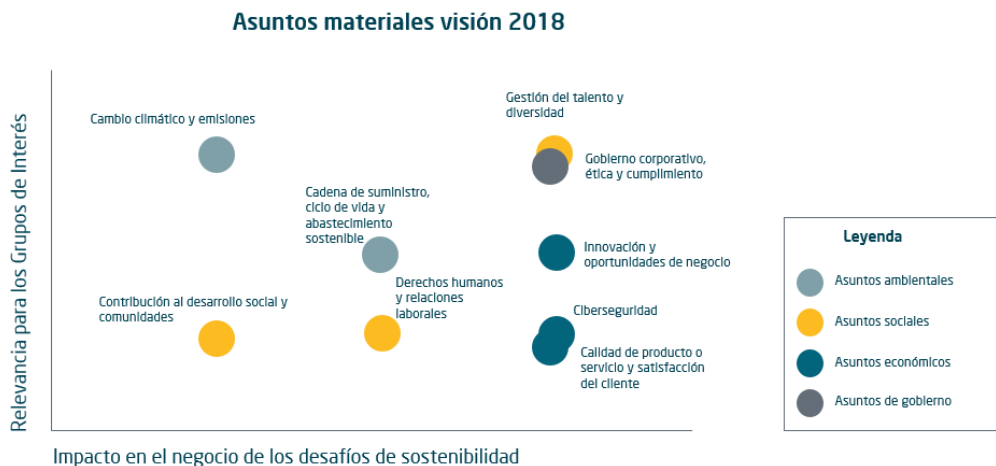 Asuntos materiales visión 2018
Relevancia para los Grupos de Interés
Cambio climático y emisiones
Gestión del talento y
diversidad
Gobierno corporativo,
ética y cumplimiento
Cadena de suministro,
ciclo de vida y
abastecimiento
sostenible
Innovación y
oportunidades de negocio
Derechos humanos
y relaciones
laborales
Contribución al desarrollo social y
comunidades
Ciberseguridad
Calidad de producto o
servicio y satisfacción
del cliente
Impacto en el negocio de los desafíos de sostenibilidad
Leyenda
Asuntos ambientales
Asuntos sociales
Asuntos económicos
Asuntos de gobierno